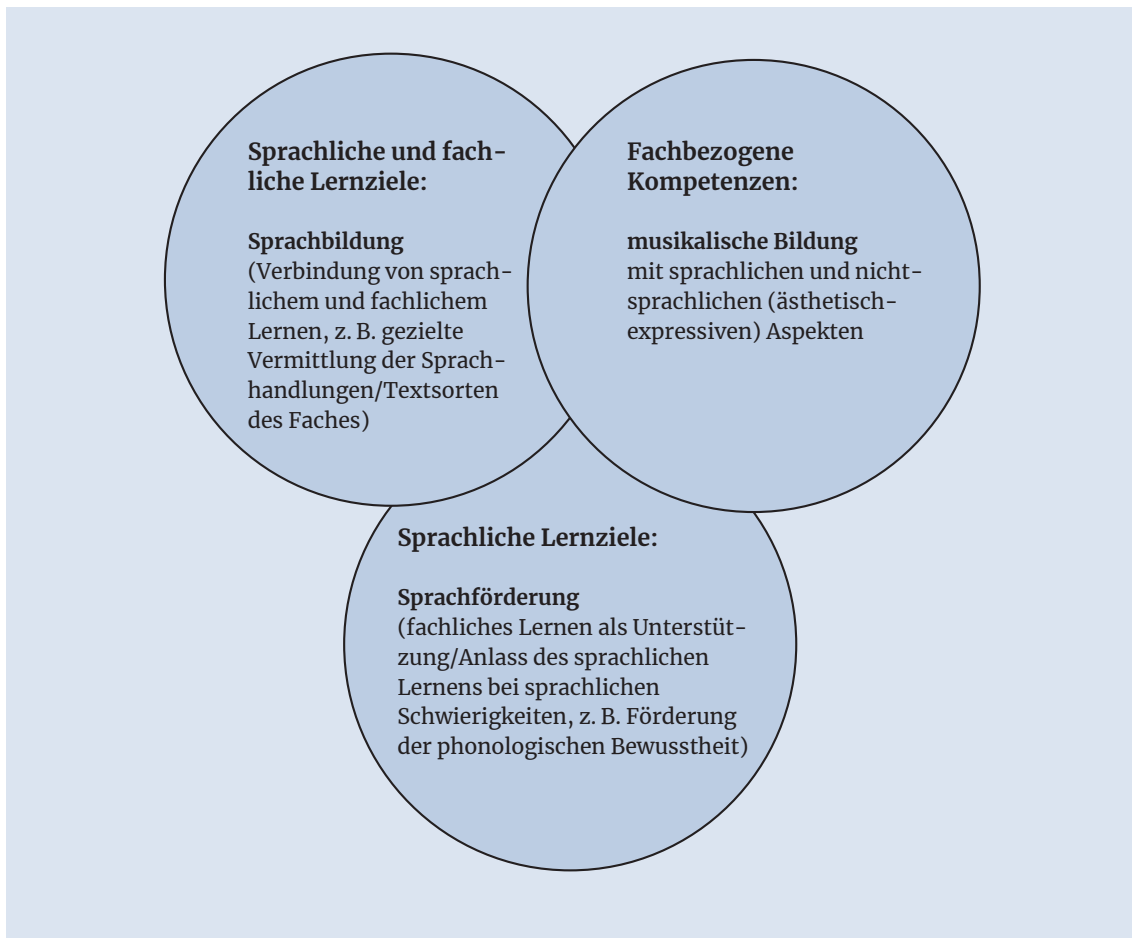 Sprachliche und fach-
liche Lernziele:
Sprachbildung
(Verbindung von sprach-
lichem und fachlichem
Lernen, z. B. gezielte
Vermittlung der Sprach-
handlungen/Textsorten
des Faches)
Fachbezogene
Kompetenzen:
musikalische Bildung
mit sprachlichen und nicht-
sprachlichen (ästhetisch-
expressiven) Aspekten
Sprachliche Lernziele:
Sprachförderung
(fachliches Lernen als Unterstüt-
zung/Anlass des sprachlichen
Lernens bei sprachlichen
Schwierigkeiten, z. B. Förderung
der phonologischen Bewusstheit)